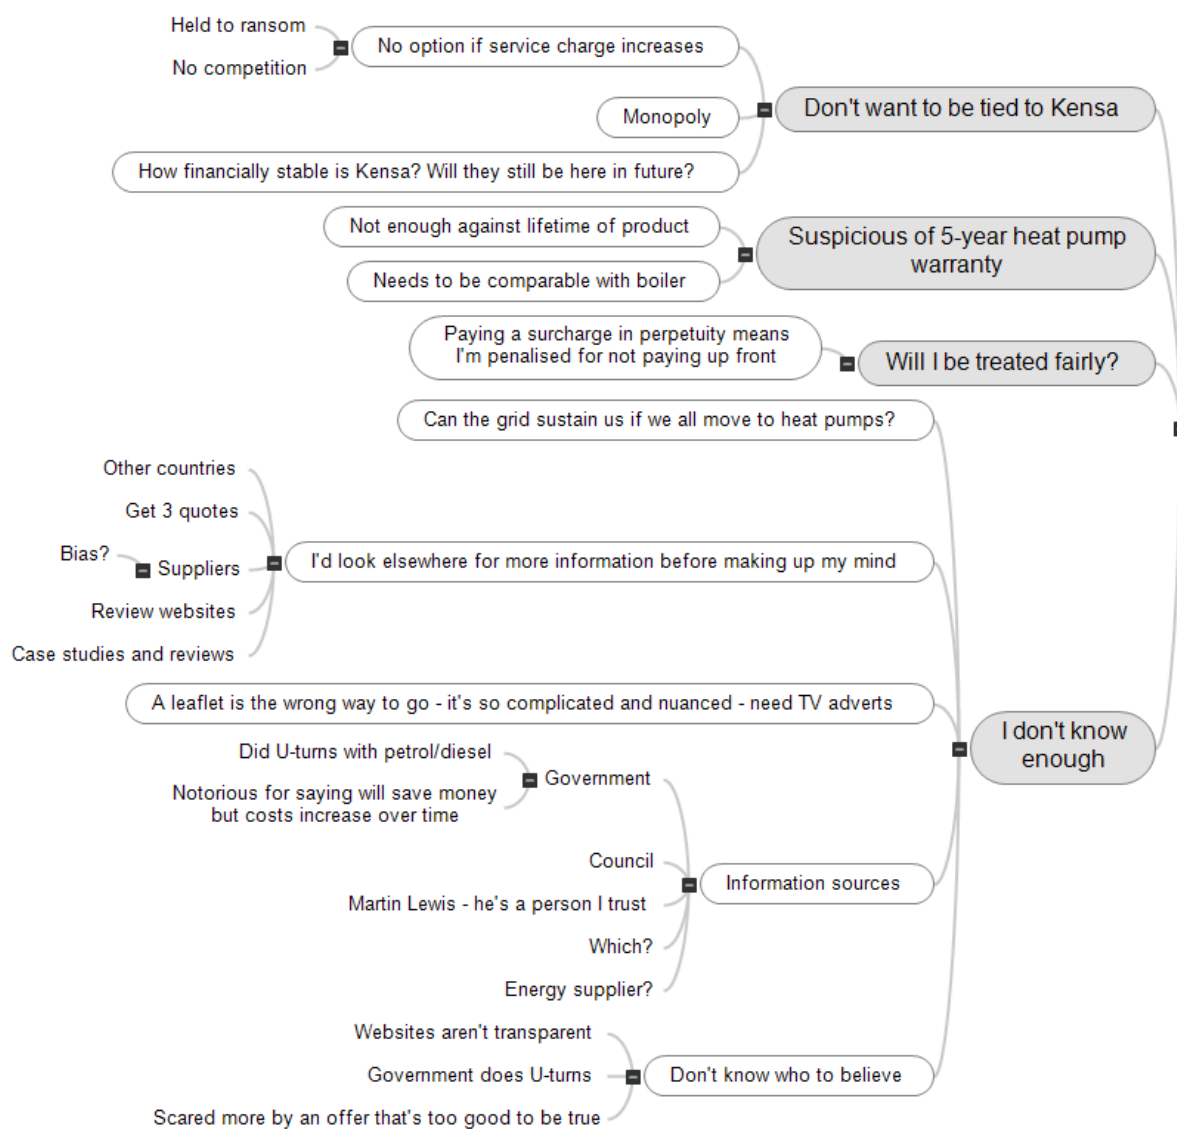 Held to ransom
No option if service charge increases
No competition
Don't want to be tied to Kensa
Monopoly
How financially stable is Kensa? Will they still be here in future?
Not enough against lifetime of product
Suspicious of 5-year heat pump
warranty
Needs to be comparable with boiler
Paying a surcharge in perpetuity means
I'm penalised for not paying up front
Will I be treated fairly?
Can the grid sustain us if we all move to heat pumps?
Other countries
Get 3 quotes
Bias?
Suppliers
I'd look elsewhere for more information before making up my mind
Review websites
Case studies and reviews
A leaflet is the wrong way to go - it's so complicated and nuanced - need TV adverts
I don't know
enough
Did U-turns with petrol/diesel
Government
Notorious for saying will save money
but costs increase over time
Council
Information sources
Martin Lewis - he's a person I trust
Which?
Energy supplier?
Websites aren't transparent
Government does U-turns
Don't know who to believe
Scared more by an offer that's too good to be true